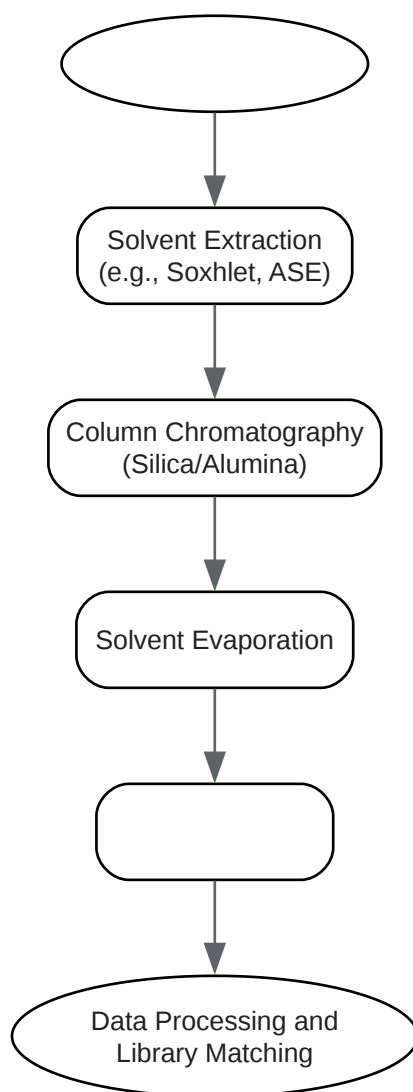 Solvent Extraction
(e.g., Soxhlet, ASE)
Column Chromatography
(Silica/Alumina)
Solvent Evaporation
Data Processing and
Library Matching